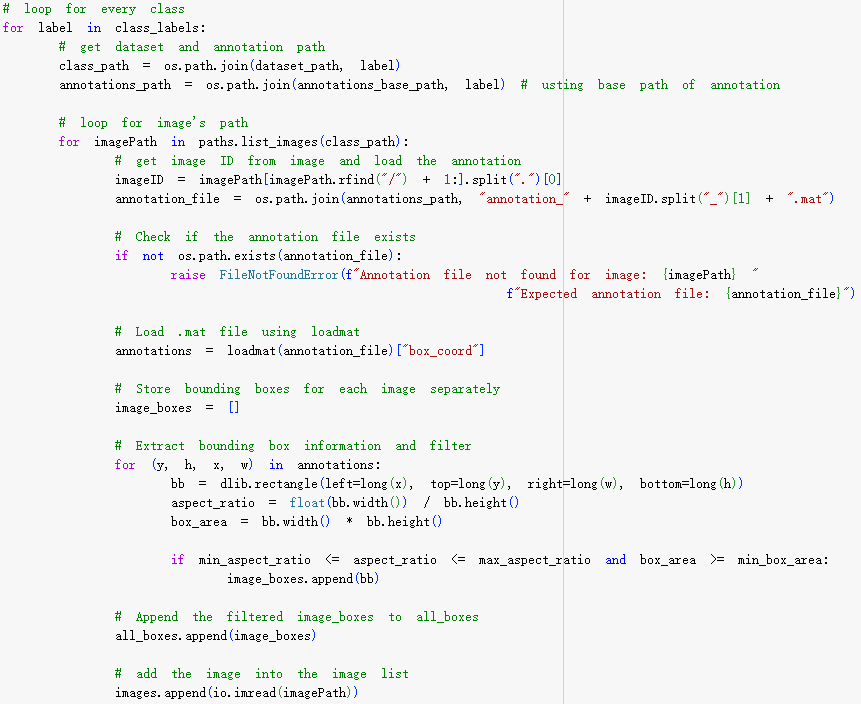 # loop for every class
for label in class_labels:
# get dataset and annotation path
class_path = os.path.join(dataset_path, label)
annotations_path = os.path.join(annotations_base_path, label) # usting base path of annotation
# loop for image's path
for imagePath in paths.list_images(class_path):
# get image ID from image and load the annotation
imageID = imagePath[imagePath.rfind("/") + 1:].split(".")[0]
annotation_file = os.path.join(annotations_path, "annotation_" + imageID.split("_")[1] + ".mat")
# Check if the annotation file exists
if not os.path.exists(annotation_file):
raise FileNotFoundError(f"Annotation file not found for image: {imagePath} "
f"Expected annotation file: {annotation_file}")
# Load .mat file using loadmat
annotations = loadmat(annotation_file)["box_coord"]
# Store bounding boxes for each image separately
image_boxes = []
# Extract bounding box information and filter
for (y, h, x, w) in annotations:
bb = dlib.rectangle(left=long(x), top=long(y), right=long(w), bottom=long(h))
aspect_ratio = float(bb.width()) / bb.height()
box_area = bb.width() * bb.height()
if min_aspect_ratio <= aspect_ratio <= max_aspect_ratio and box_area >= min_box_area:
image_boxes.append(bb)
# Append the filtered image_boxes to all_boxes
all_boxes.append(image_boxes)
# add the image into the image list
images.append(io.imread(imagePath))